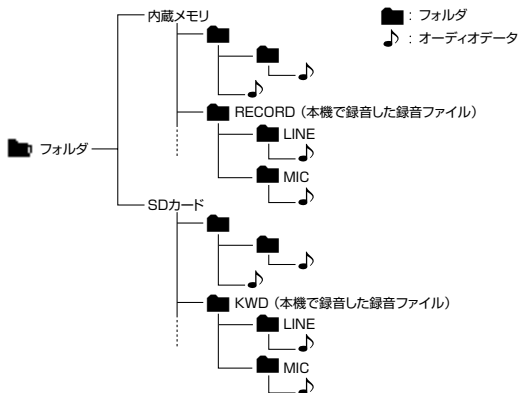 内蔵メモリ
: フォルダ
: オーディオデータ
RECORD（本機で録音した録音ファイル）
LINE
フォルダ
MIC
SDカード
KWD（本機で録音した録音ファイル）
LINE
MIC